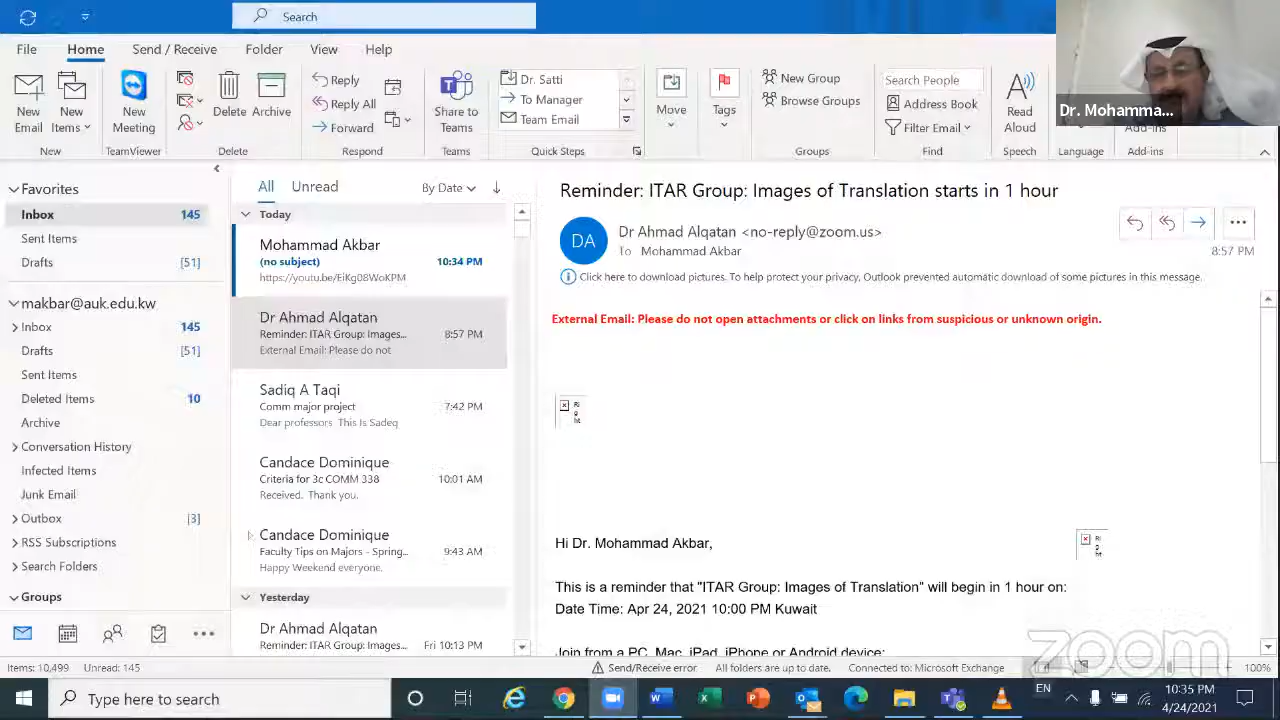 Search
File Home Send / Receive Folder View Help
New Email
New Items
New
New Meeting
TeamViewer
Delete
Archive
Delete
Reply
Reply All
Forward
Respond
Share to Teams
Teams
Dr. Satti
To Manager
Team Email
Quick Steps
Move
Tags
New Group
Browse Groups
Groups
Search People
Address Book
Filter Email
Find
Read Aloud
Speech
Language
Add-ins
Add-ins
Dr. Mohamma...
Favorites
Inbox 145
Sent Items
Drafts [51]
makbar@auk.edu.kw
Inbox 145
Drafts [51]
Sent Items
Deleted Items 10
Archive
Conversation History
Infected Items
Junk Email
Outbox [3]
RSS Subscriptions
Search Folders
Groups
All Unread By Date
Today
Mohammad Akbar
(no subject) 10:34 PM
https://youtu.be/EiKg08WoKPM
Dr Ahmad Alqatan
Reminder: ITAR Group: Images... 8:57 PM
External Email: Please do not
Sadiq A Taqi
Comm major project 7:42 PM
Dear professors This Is Sadeq
Candace Dominique
Criteria for 3c COMM 338 10:01 AM
Received. Thank you.
Candace Dominique
Faculty Tips on Majors - Spring... 9:43 AM
Happy Weekend everyone.
Yesterday
Dr Ahmad Alqatan
Reminder: ITAR Group: Images... Fri 10:13 PM
Reminder: ITAR Group: Images of Translation starts in 1 hour
DA
Dr Ahmad Alqatan <no-reply@zoom.us>
To Mohammad Akbar
8:57 PM
Click here to download pictures. To help protect your privacy, Outlook prevented automatic download of some pictures in this message.
External Email: Please do not open attachments or click on links from suspicious or unknown origin.
Hi Dr. Mohammad Akbar,
This is a reminder that "ITAR Group: Images of Translation" will begin in 1 hour on:
Date Time: Apr 24, 2021 10:00 PM Kuwait
Join from a PC, Mac, iPad, iPhone or Android device:
zoom
Items: 10,499 Unread: 145 Send/Receive error All folders are up to date. Connected to: Microsoft Exchange 100%
Type here to search
EN
10:35 PM
4/24/2021